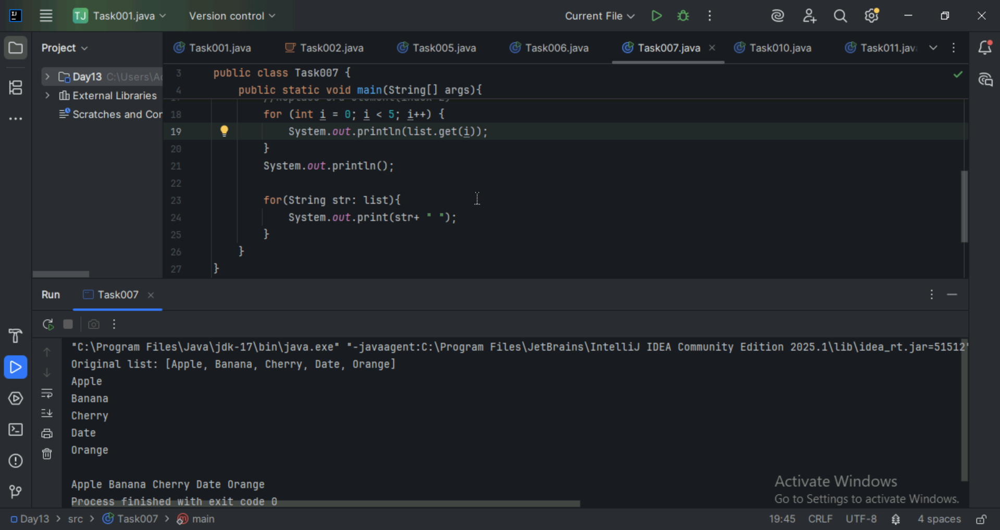 TJ Task001.java Version control Current File
Project Task001.java Task002.java Task005.java Task006.java Task007.java Task010.java Task011.jav
Day13 C:\Users\A
External Libraries
Scratches and Cor
3 public class Task007 {
4 public static void main(String[] args){
18 for (int i = 0; i < 5; i++) {
19 System.out.println(list.get(i));
20 }
21 System.out.println();
22
23 for(String str: list){
24 System.out.print(str+ " ");
25 }
26 }
27 }
Run Task007
"C:\Program Files\Java\jdk-17\bin\java.exe" "-javaagent:C:\Program Files\JetBrains\IntelliJ IDEA Community Edition 2025.1\lib\idea_rt.jar=51512
Original list: [Apple, Banana, Cherry, Date, Orange]
Apple
Banana
Cherry
Date
Orange
Apple Banana Cherry Date Orange
Process finished with exit code 0
Activate Windows
Go to Settings to activate Windows.
Day13 > src > Task007 > main 19:45 CRLF UTF-8 4 spaces